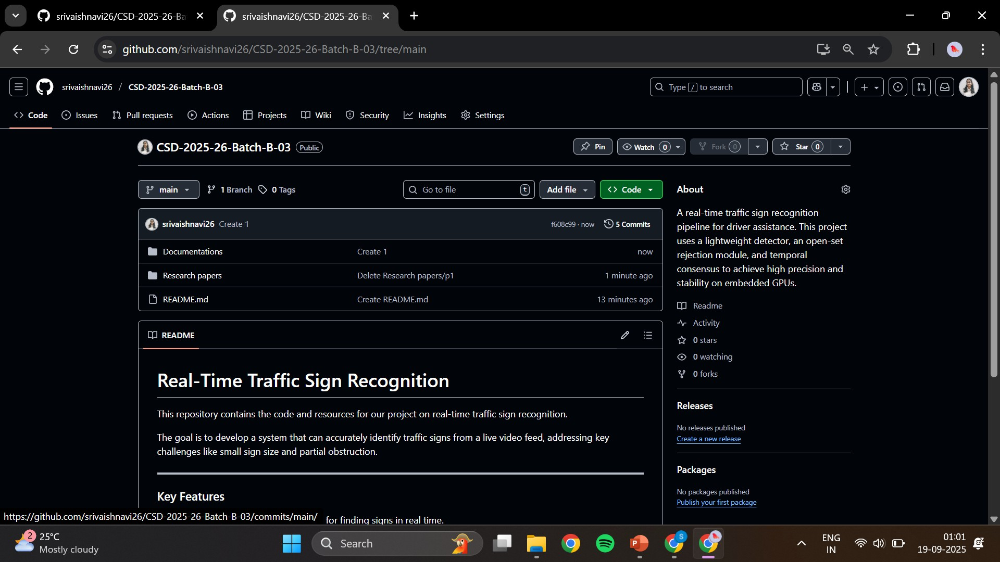 srivaishnavi26/CSD-2025-26-Ba
srivaishnavi26/CSD-2025-26-Ba
github.com/srivaishnavi26/CSD-2025-26-Batch-B-03/tree/main
srivaishnavi26 / CSD-2025-26-Batch-B-03
Type / to search
Code Issues Pull requests Actions Projects Wiki Security Insights Settings
CSD-2025-26-Batch-B-03 Public
Pin Watch 0 Fork 0 Star 0
main 1 Branch 0 Tags Go to file t Add file Code
srivaishnavi26 Create 1 f608c99 · now 5 Commits
Documentations Create 1 now
Research papers Delete Research papers/p1 1 minute ago
README.md Create README.md 13 minutes ago
README
Real-Time Traffic Sign Recognition
This repository contains the code and resources for our project on real-time traffic sign recognition.
The goal is to develop a system that can accurately identify traffic signs from a live video feed, addressing key
challenges like small sign size and partial obstruction.
Key Features
for finding signs in real time.
https://github.com/srivaishnavi26/CSD-2025-26-Batch-B-03/commits/main/
About
A real-time traffic sign recognition
pipeline for driver assistance. This project
uses a lightweight detector, an open-set
rejection module, and temporal
consensus to achieve high precision and
stability on embedded GPUs.
Readme
Activity
0 stars
0 watching
0 forks
Releases
No releases published
Create a new release
Packages
No packages published
Publish your first package
2
25°C
Mostly cloudy
Search
P
S
ENG
IN
01:01
19-09-2025